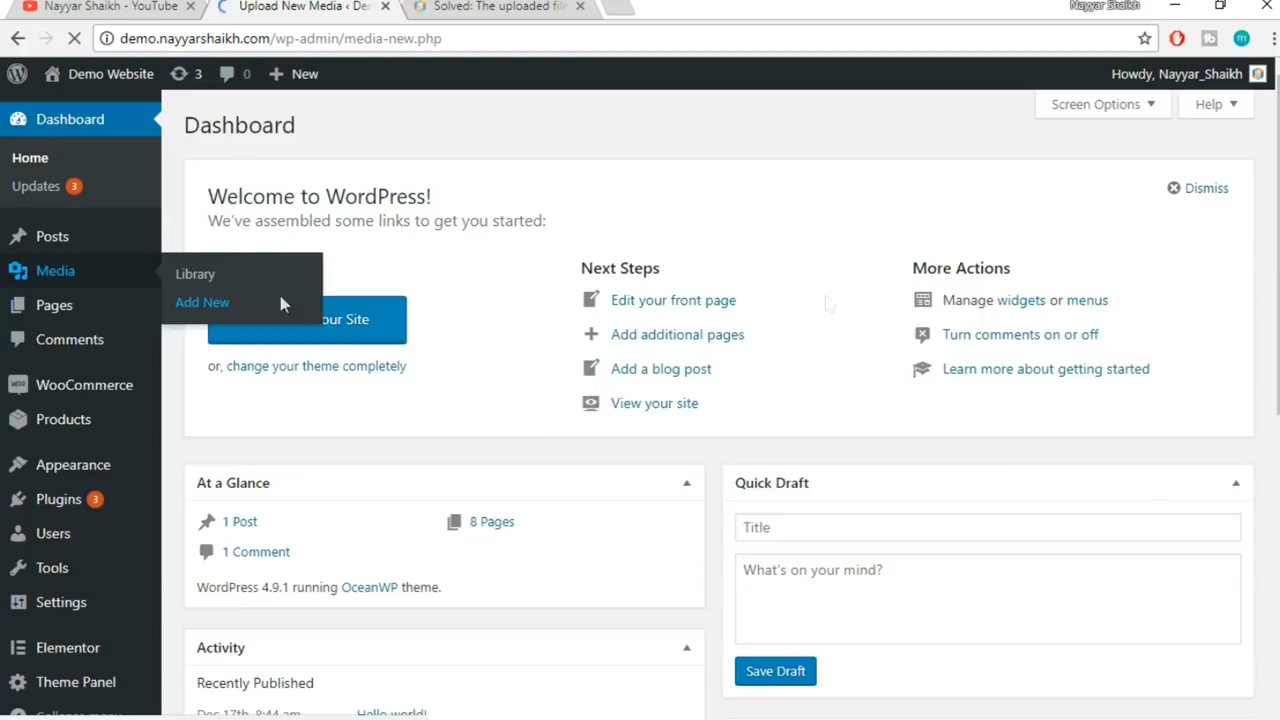 Nayyar Shaikh - YouTube
Upload New Media ‹ De
Solved: The uploaded file
Nayyar Shaikh
demo.nayyarshaikh.com/wp-admin/media-new.php
Demo Website 3 0 New
Howdy, Nayyar_Shaikh
Dashboard
Home
Updates 3
Posts
Media
Library
Add New
Pages
Comments
WooCommerce
Products
Appearance
Plugins 3
Users
Tools
Settings
Elementor
Theme Panel
Collapse menu
Screen Options
Help
Dashboard
Welcome to WordPress!
We've assembled some links to get you started:
Dismiss
our Site
or, change your theme completely
Next Steps
Edit your front page
Add additional pages
Add a blog post
View your site
More Actions
Manage widgets or menus
Turn comments on or off
Learn more about getting started
At a Glance
1 Post
8 Pages
1 Comment
WordPress 4.9.1 running OceanWP theme.
Activity
Recently Published
Dec 17th, 8:44 am
Hello world!
Quick Draft
Title
What's on your mind?
Save Draft